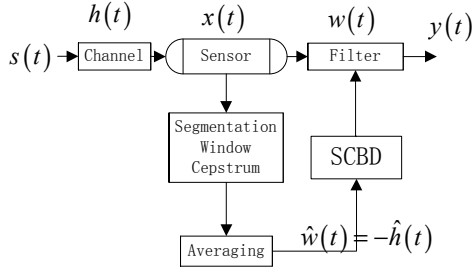 h(t) x(t) w(t) y(t)
s(t) Channel Sensor Filter
Segmentation
Window
Cepstrum
SCBD
Averaging
ŵ(t) = −ĥ(t)